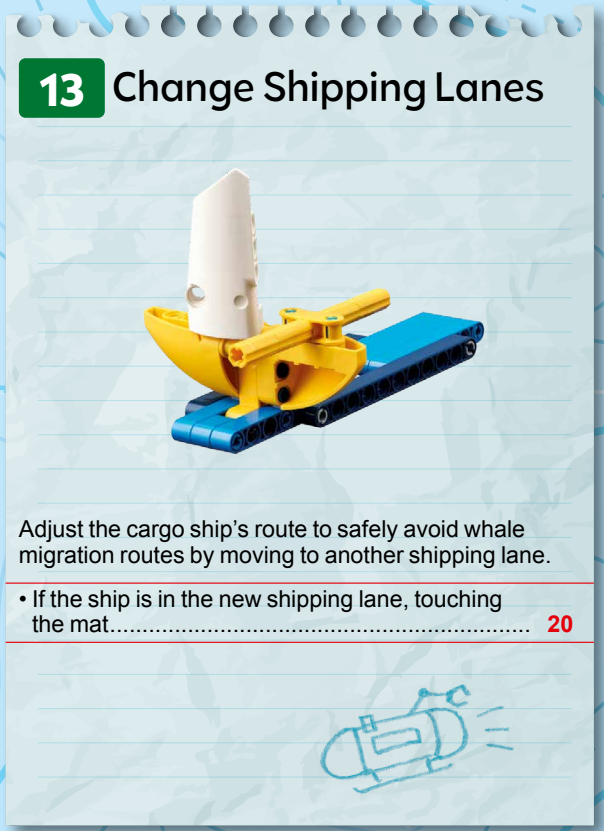 13 Change Shipping Lanes
Adjust the cargo ship's route to safely avoid whale
migration routes by moving to another shipping lane.
• If the ship is in the new shipping lane, touching
the mat.................................................................. 20